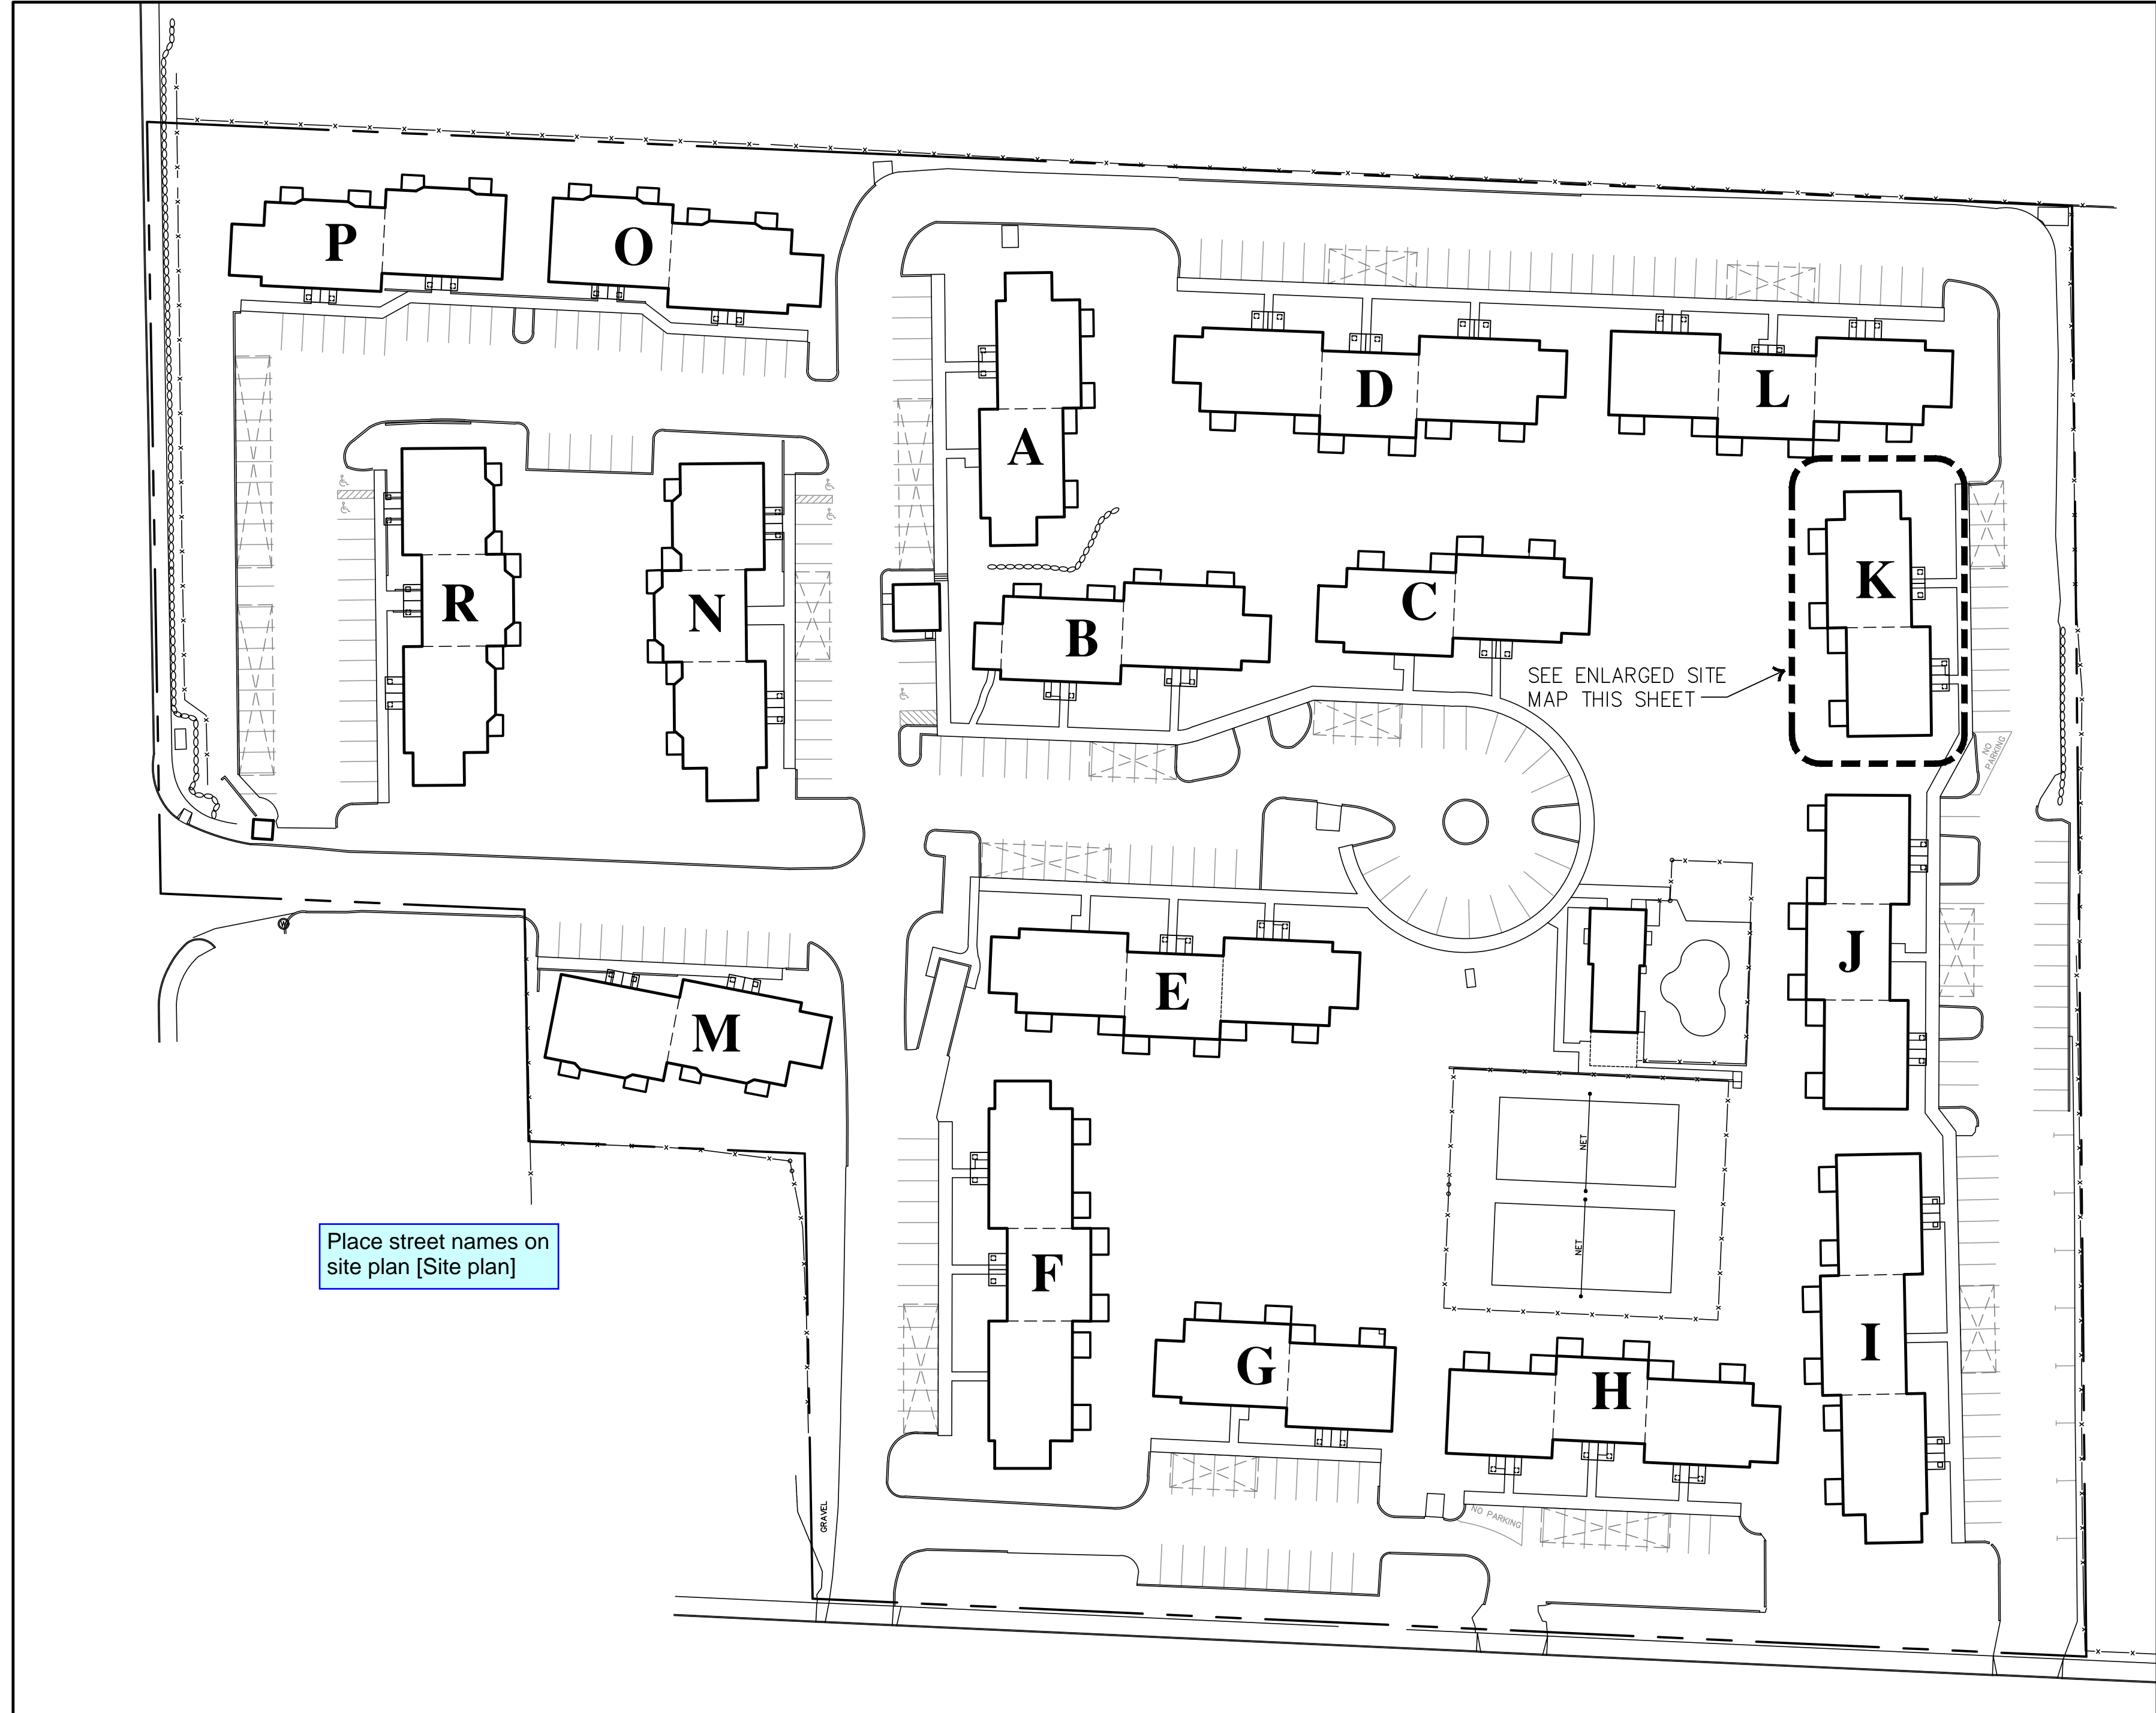 P
O
A
D
L
R
N
B
C
K
SEE ENLARGED SITE
MAP THIS SHEET
NO
PARKING
E
J
M
NET
NET
Place street names on
site plan [Site plan]
F
G
H
I
GRAVEL
NO PARKING
W